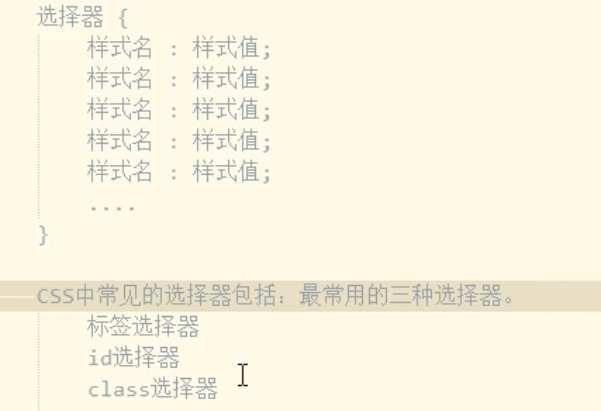 选择器 {
样式名 : 样式值;
样式名 : 样式值;
样式名 : 样式值;
样式名 : 样式值;
样式名 : 样式值;
....
}
CSS中常见的选择器包括：最常用的三种选择器。
标签选择器
id选择器
class选择器